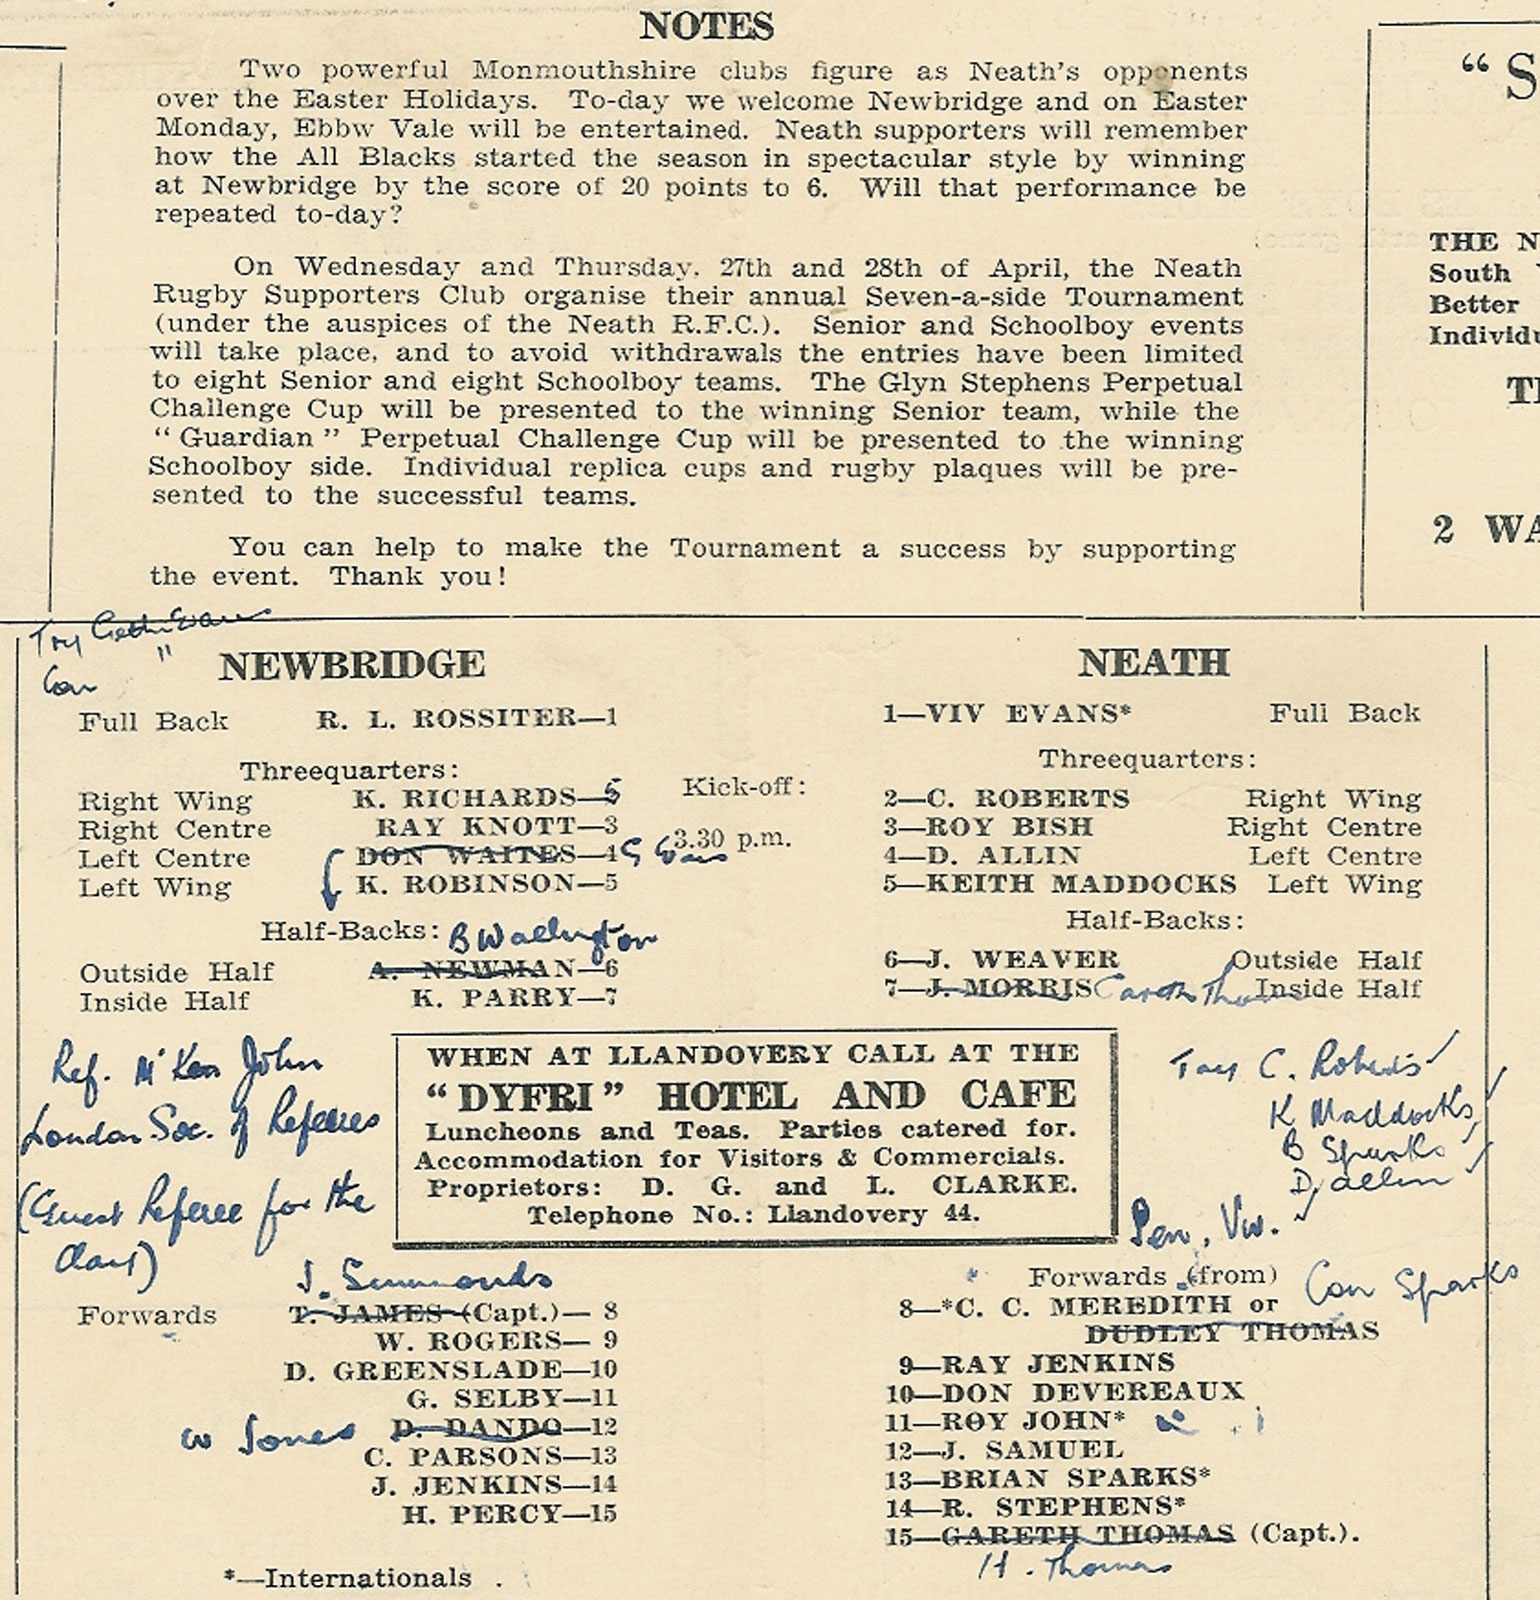 NOTES
Two powerful Monmouthshire clubs figure as Neath's opponents
over the Easter Holidays. To-day we welcome Newbridge and on Easter
Monday, Ebbw Vale will be entertained. Neath supporters will remember
how the All Blacks started the season in spectacular style by winning
at Newbridge by the score of 20 points to 6. Will that performance be
repeated to-day?
On Wednesday and Thursday, 27th and 28th of April, the Neath
Rugby Supporters Club organise their annual Seven-a-side Tournament
(under the auspices of the Neath R.F.C.). Senior and Schoolboy events
will take place, and to avoid withdrawals the entries have been limited
to eight Senior and eight Schoolboy teams. The Glyn Stephens Perpetual
Challenge Cup will be presented to the winning Senior team, while the
"Guardian" Perpetual Challenge Cup will be presented to the winning
Schoolboy side. Individual replica cups and rugby plaques will be pre-
sented to the successful teams.
You can help to make the Tournament a success by supporting
the event. Thank you!
"S
THE N
South
Better
Individu
TH
2 WA
Try Gethin Evans
Con "
NEWBRIDGE
Full Back R. L. ROSSITER—1
Threequarters:
Right Wing K. RICHARDS—5
Right Centre RAY KNOTT—3
Left Centre DON WAITES—4 G Evans
Left Wing K. ROBINSON—5
Half-Backs: B Wallington
Outside Half A. NEWMAN—6
Inside Half K. PARRY—7
Kick-off:
3.30 p.m.
NEATH
1—VIV EVANS* Full Back
Threequarters:
2—C. ROBERTS Right Wing
3—ROY BISH Right Centre
4—D. ALLIN Left Centre
5—KEITH MADDOCKS Left Wing
Half-Backs:
6—J. WEAVER Outside Half
7—J. MORRIS Gareth Thomas Inside Half
Ref. Mr Ken John
London Soc. of Referees
(Guest Referee for the
day)
WHEN AT LLANDOVERY CALL AT THE
"DYFRI" HOTEL AND CAFE
Luncheons and Teas. Parties catered for.
Accommodation for Visitors & Commercials.
Proprietors: D. G. and L. CLARKE.
Telephone No.: Llandovery 44.
Try C. Roberts
K Maddocks
B Sparks
D, Allin
Pen, Viv.
J. Simmonds
Forwards T. JAMES (Capt.)—8
W. ROGERS—9
D. GREENSLADE—10
G. SELBY—11
W Jones D. DANDO—12
C. PARSONS—13
J. JENKINS—14
H. PERCY—15
*—Internationals .
Forwards (from) Con Sparks
8—*C. C. MEREDITH or
DUDLEY THOMAS
9—RAY JENKINS
10—DON DEVEREAUX
11—ROY JOHN*
12—J. SAMUEL
13—BRIAN SPARKS*
14—R. STEPHENS*
15—GARETH THOMAS (Capt.).
H. Thomas